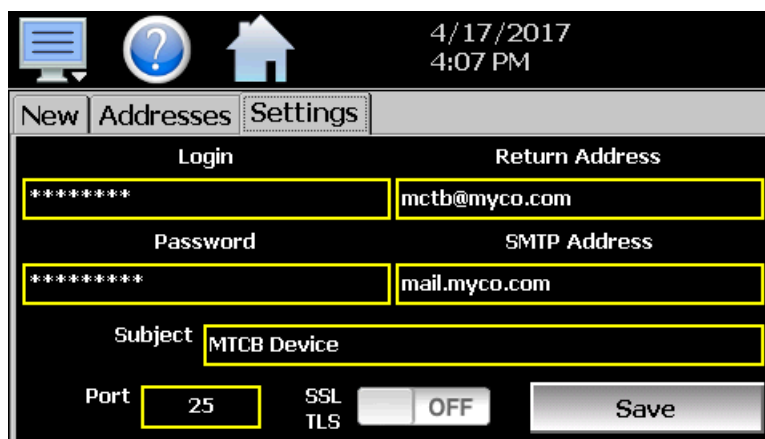 4/17/2017
4:07 PM
?
New Addresses Settings
Login Return Address
******** mctb@myco.com
Password SMTP Address
********* mail.myco.com
Subject MTCB Device
Port 25 SSL TLS OFF Save